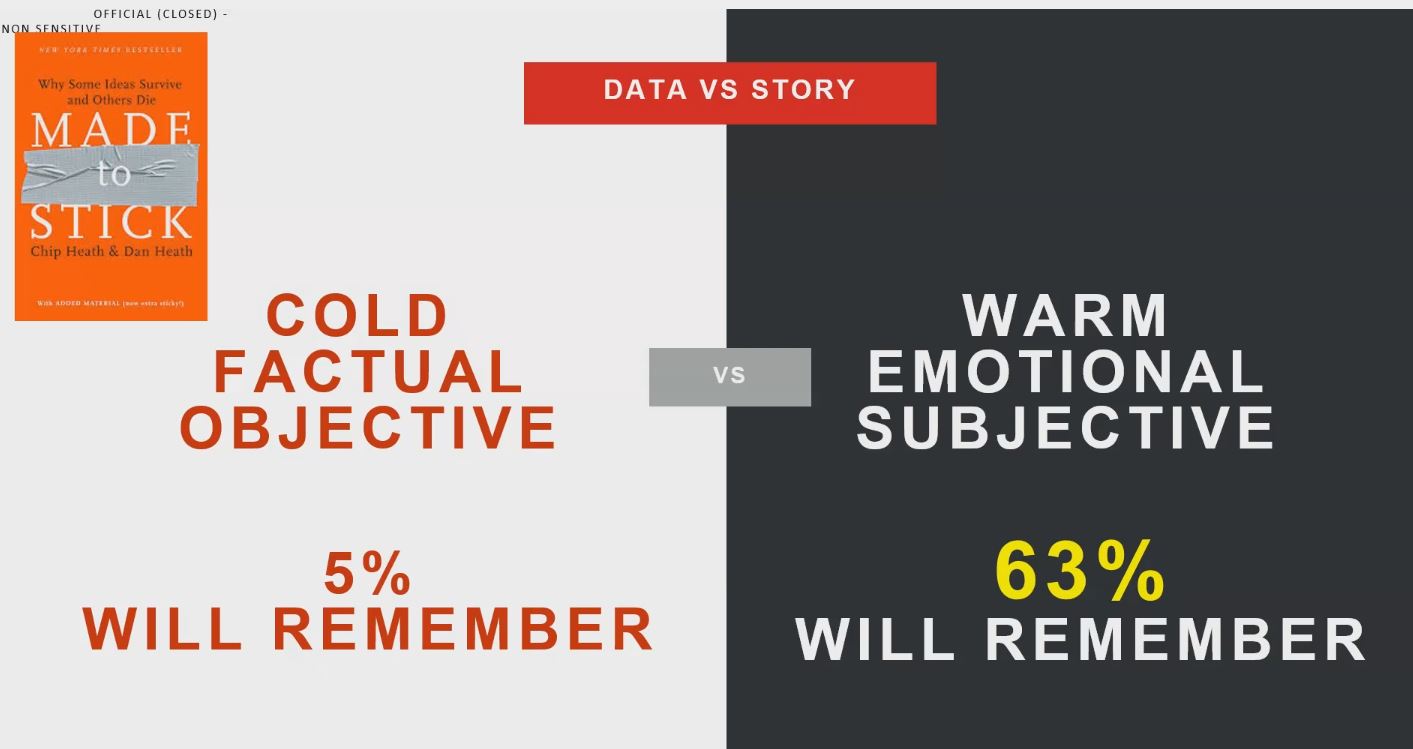 OFFICIAL (CLOSED) -
NON SENSITIVE
NEW YORK TIMES BESTSELLER
Why Some Ideas Survive
and Others Die
MADE
to
STICK
Chip Heath & Dan Heath
With ADDED MATERIAL (now extra sticky!)
DATA VS STORY
COLD
FACTUAL
OBJECTIVE
5%
WILL REMEMBER
VS
WARM
EMOTIONAL
SUBJECTIVE
63%
WILL REMEMBER